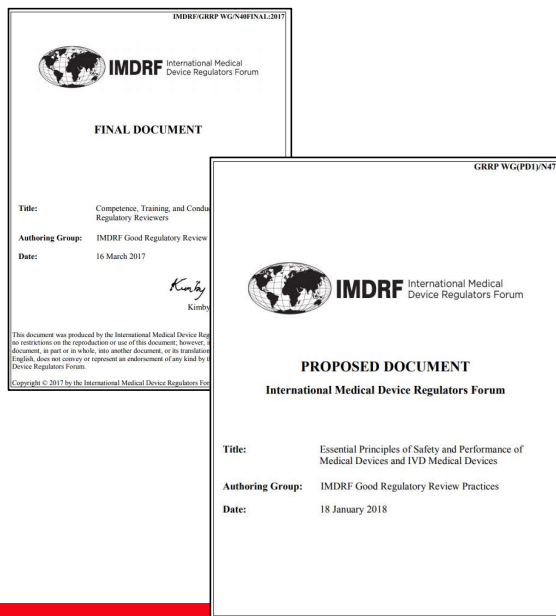 IMDRF/GRRP WG/N40FINAL:2017
IMDRF International Medical
Device Regulators Forum
FINAL DOCUMENT
Title: Competence, Training, and
Regulatory Reviewers
Authoring Group: IMDRF Good Regulatory Review
Date: 16 March 2017
This document was produced by the International Medical Device
no restrictions on the reproduction or use of this document; however,
document, in part or in whole, into another document, or its translation
English, does not convey or represent an endorsement of any kind by
Device Regulators Forum.
Copyright © 2017 by the International Medical Device Regulators
GRRP WG(PD1)/N47
IMDRF International Medical
Device Regulators Forum
PROPOSED DOCUMENT
International Medical Device Regulators Forum
Title: Essential Principles of Safety and Performance of
Medical Devices and IVD Medical Devices
Authoring Group: IMDRF Good Regulatory Review Practices
Date: 18 January 2018